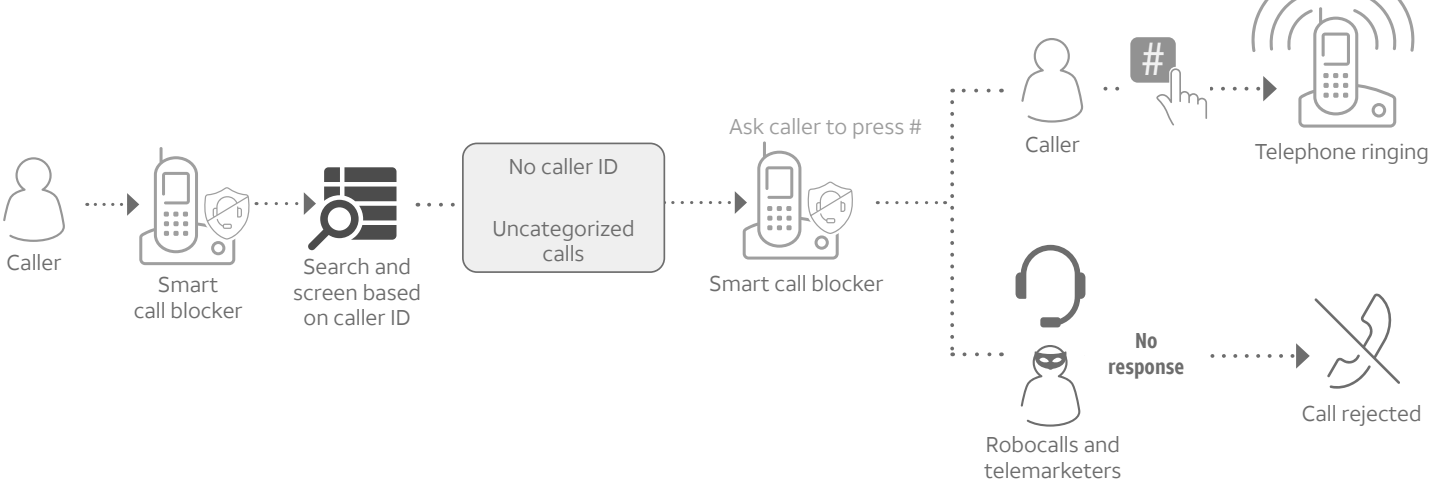 Caller
Smart
call blocker
Search and
screen based
on caller ID
No caller ID
Uncategorized
calls
Ask caller to press #
Smart call blocker
Caller
#
Telephone ringing
Robocalls and
telemarketers
No
response
Call rejected